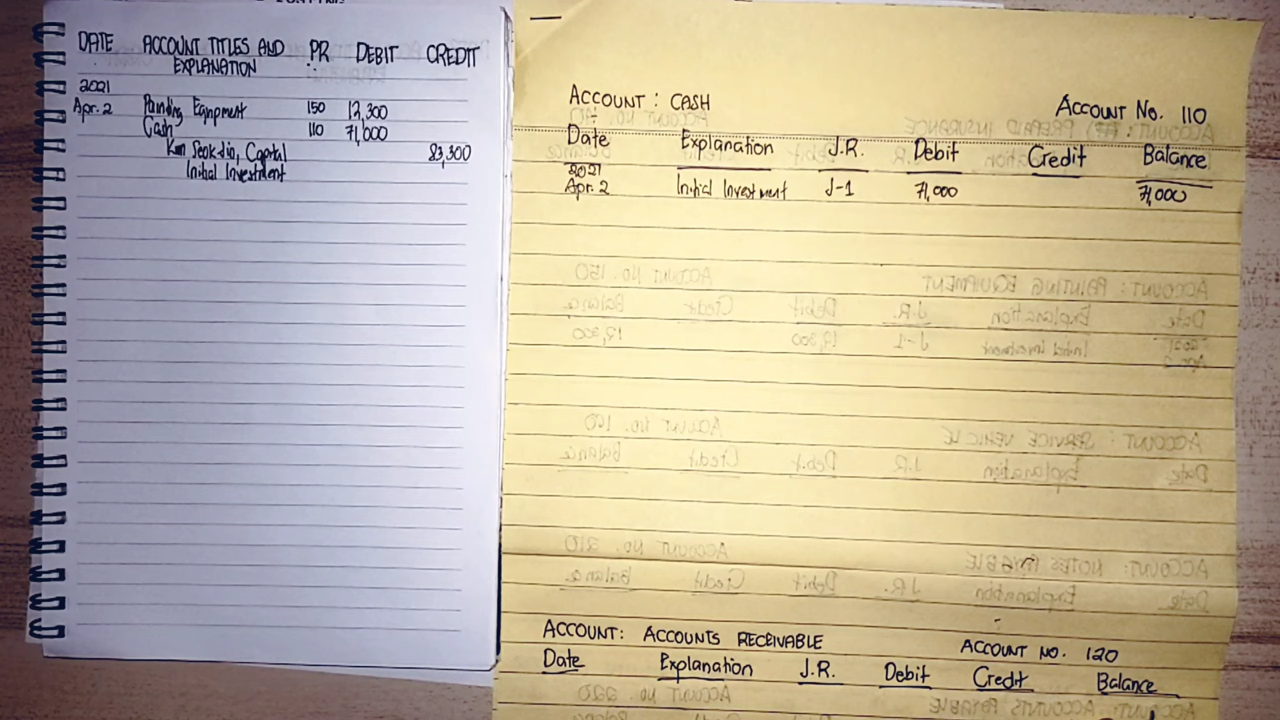 DATE ACCOUNT TITLES AND PR DEBIT CREDIT
EXPLANATION
2021
Apr. 2 Painting Equipment 150 12,300
Cash 110 71,000
Kim Seok-Jin, Capital 83,300
Initial Investment
ACCOUNT : CASH ACCOUNT No. 110
Date Explanation J.R. Debit Credit Balance
2021
Apr. 2 Initial Investment J-1 71,000 71,000
ACCOUNT: ACCOUNTS RECEIVABLE ACCOUNT NO. 120
Date Explanation J.R. Debit Credit Balance